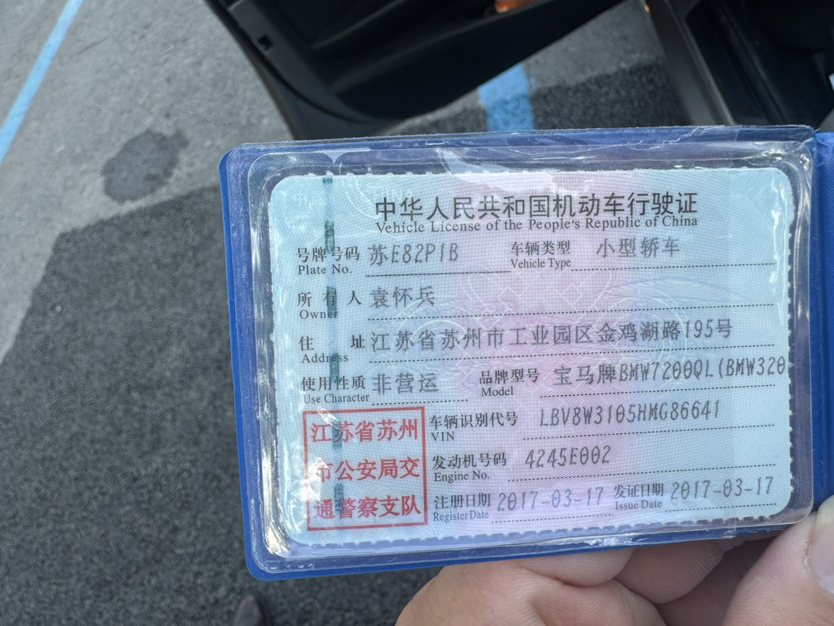 中华人民共和国机动车行驶证
Vehicle License of the People's Republic of China
号牌号码 苏E82P1B 车辆类型 小型轿车
Plate No. Vehicle Type
所有人 袁怀兵
Owner
住址 江苏省苏州市工业园区金鸡湖路195号
Address
使用性质 非营运 品牌型号 宝马牌BMW7200QL(BMW320
Use Character Model
江苏省苏州 车辆识别代号 LBV8W3105HMG86641
VIN
市公安局交 发动机号码 4245E002
Engine No.
通警察支队 注册日期 2017-03-17 发证日期 2017-03-17
Register Date Issue Date